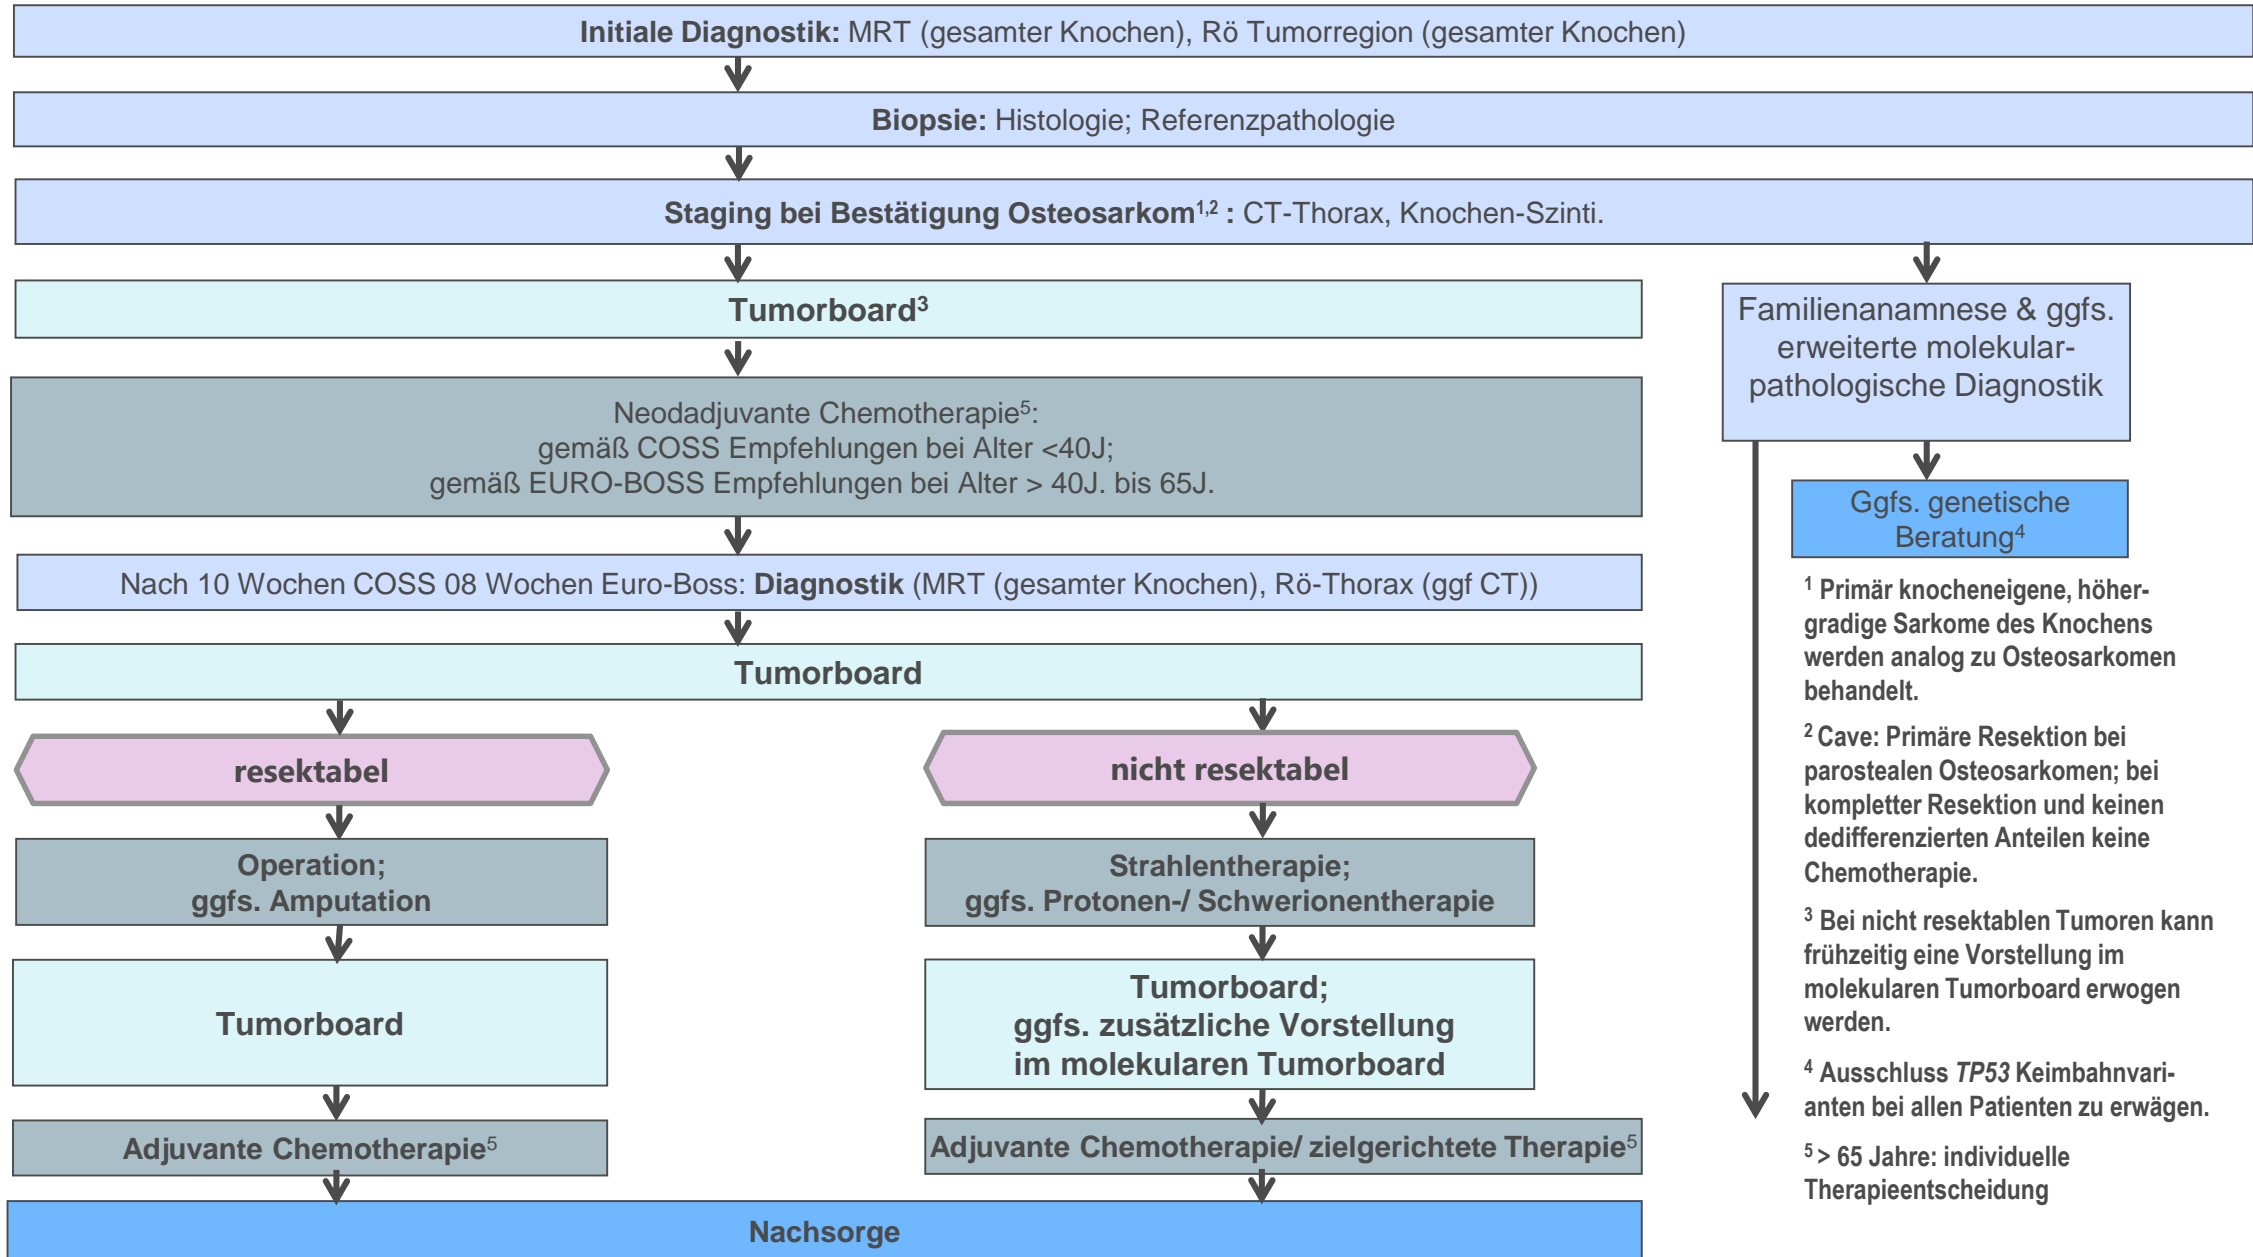 Initiale Diagnostik: MRT (gesamter Knochen), Rö Tumorregion (gesamter Knochen)
Biopsie: Histologie; Referenzpathologie
Staging bei Bestätigung Osteosarkom1,2 : CT-Thorax, Knochen-Szinti.
Tumorboard3
Neodadjuvante Chemotherapie5:
gemäß COSS Empfehlungen bei Alter <40J;
gemäß EURO-BOSS Empfehlungen bei Alter > 40J. bis 65J.
Nach 10 Wochen COSS 08 Wochen Euro-Boss: Diagnostik (MRT (gesamter Knochen), Rö-Thorax (ggf CT))
Tumorboard
resektabel
Operation;
ggfs. Amputation
Tumorboard
Adjuvante Chemotherapie5
nicht resektabel
Strahlentherapie;
ggfs. Protonen-/ Schwerionentherapie
Tumorboard;
ggfs. zusätzliche Vorstellung
im molekularen Tumorboard
Adjuvante Chemotherapie/ zielgerichtete Therapie5
Nachsorge
Familienanamnese & ggfs.
erweiterte molekular-
pathologische Diagnostik
Ggfs. genetische
Beratung4
1 Primär knocheneigene, höher-
gradige Sarkome des Knochens
werden analog zu Osteosarkomen
behandelt.
2 Cave: Primäre Resektion bei
parostealen Osteosarkomen; bei
kompletter Resektion und keinen
dedifferenzierten Anteilen keine
Chemotherapie.
3 Bei nicht resektablen Tumoren kann
frühzeitig eine Vorstellung im
molekularen Tumorboard erwogen
werden.
4 Ausschluss TP53 Keimbahnvari-
anten bei allen Patienten zu erwägen.
5 > 65 Jahre: individuelle
Therapieentscheidung